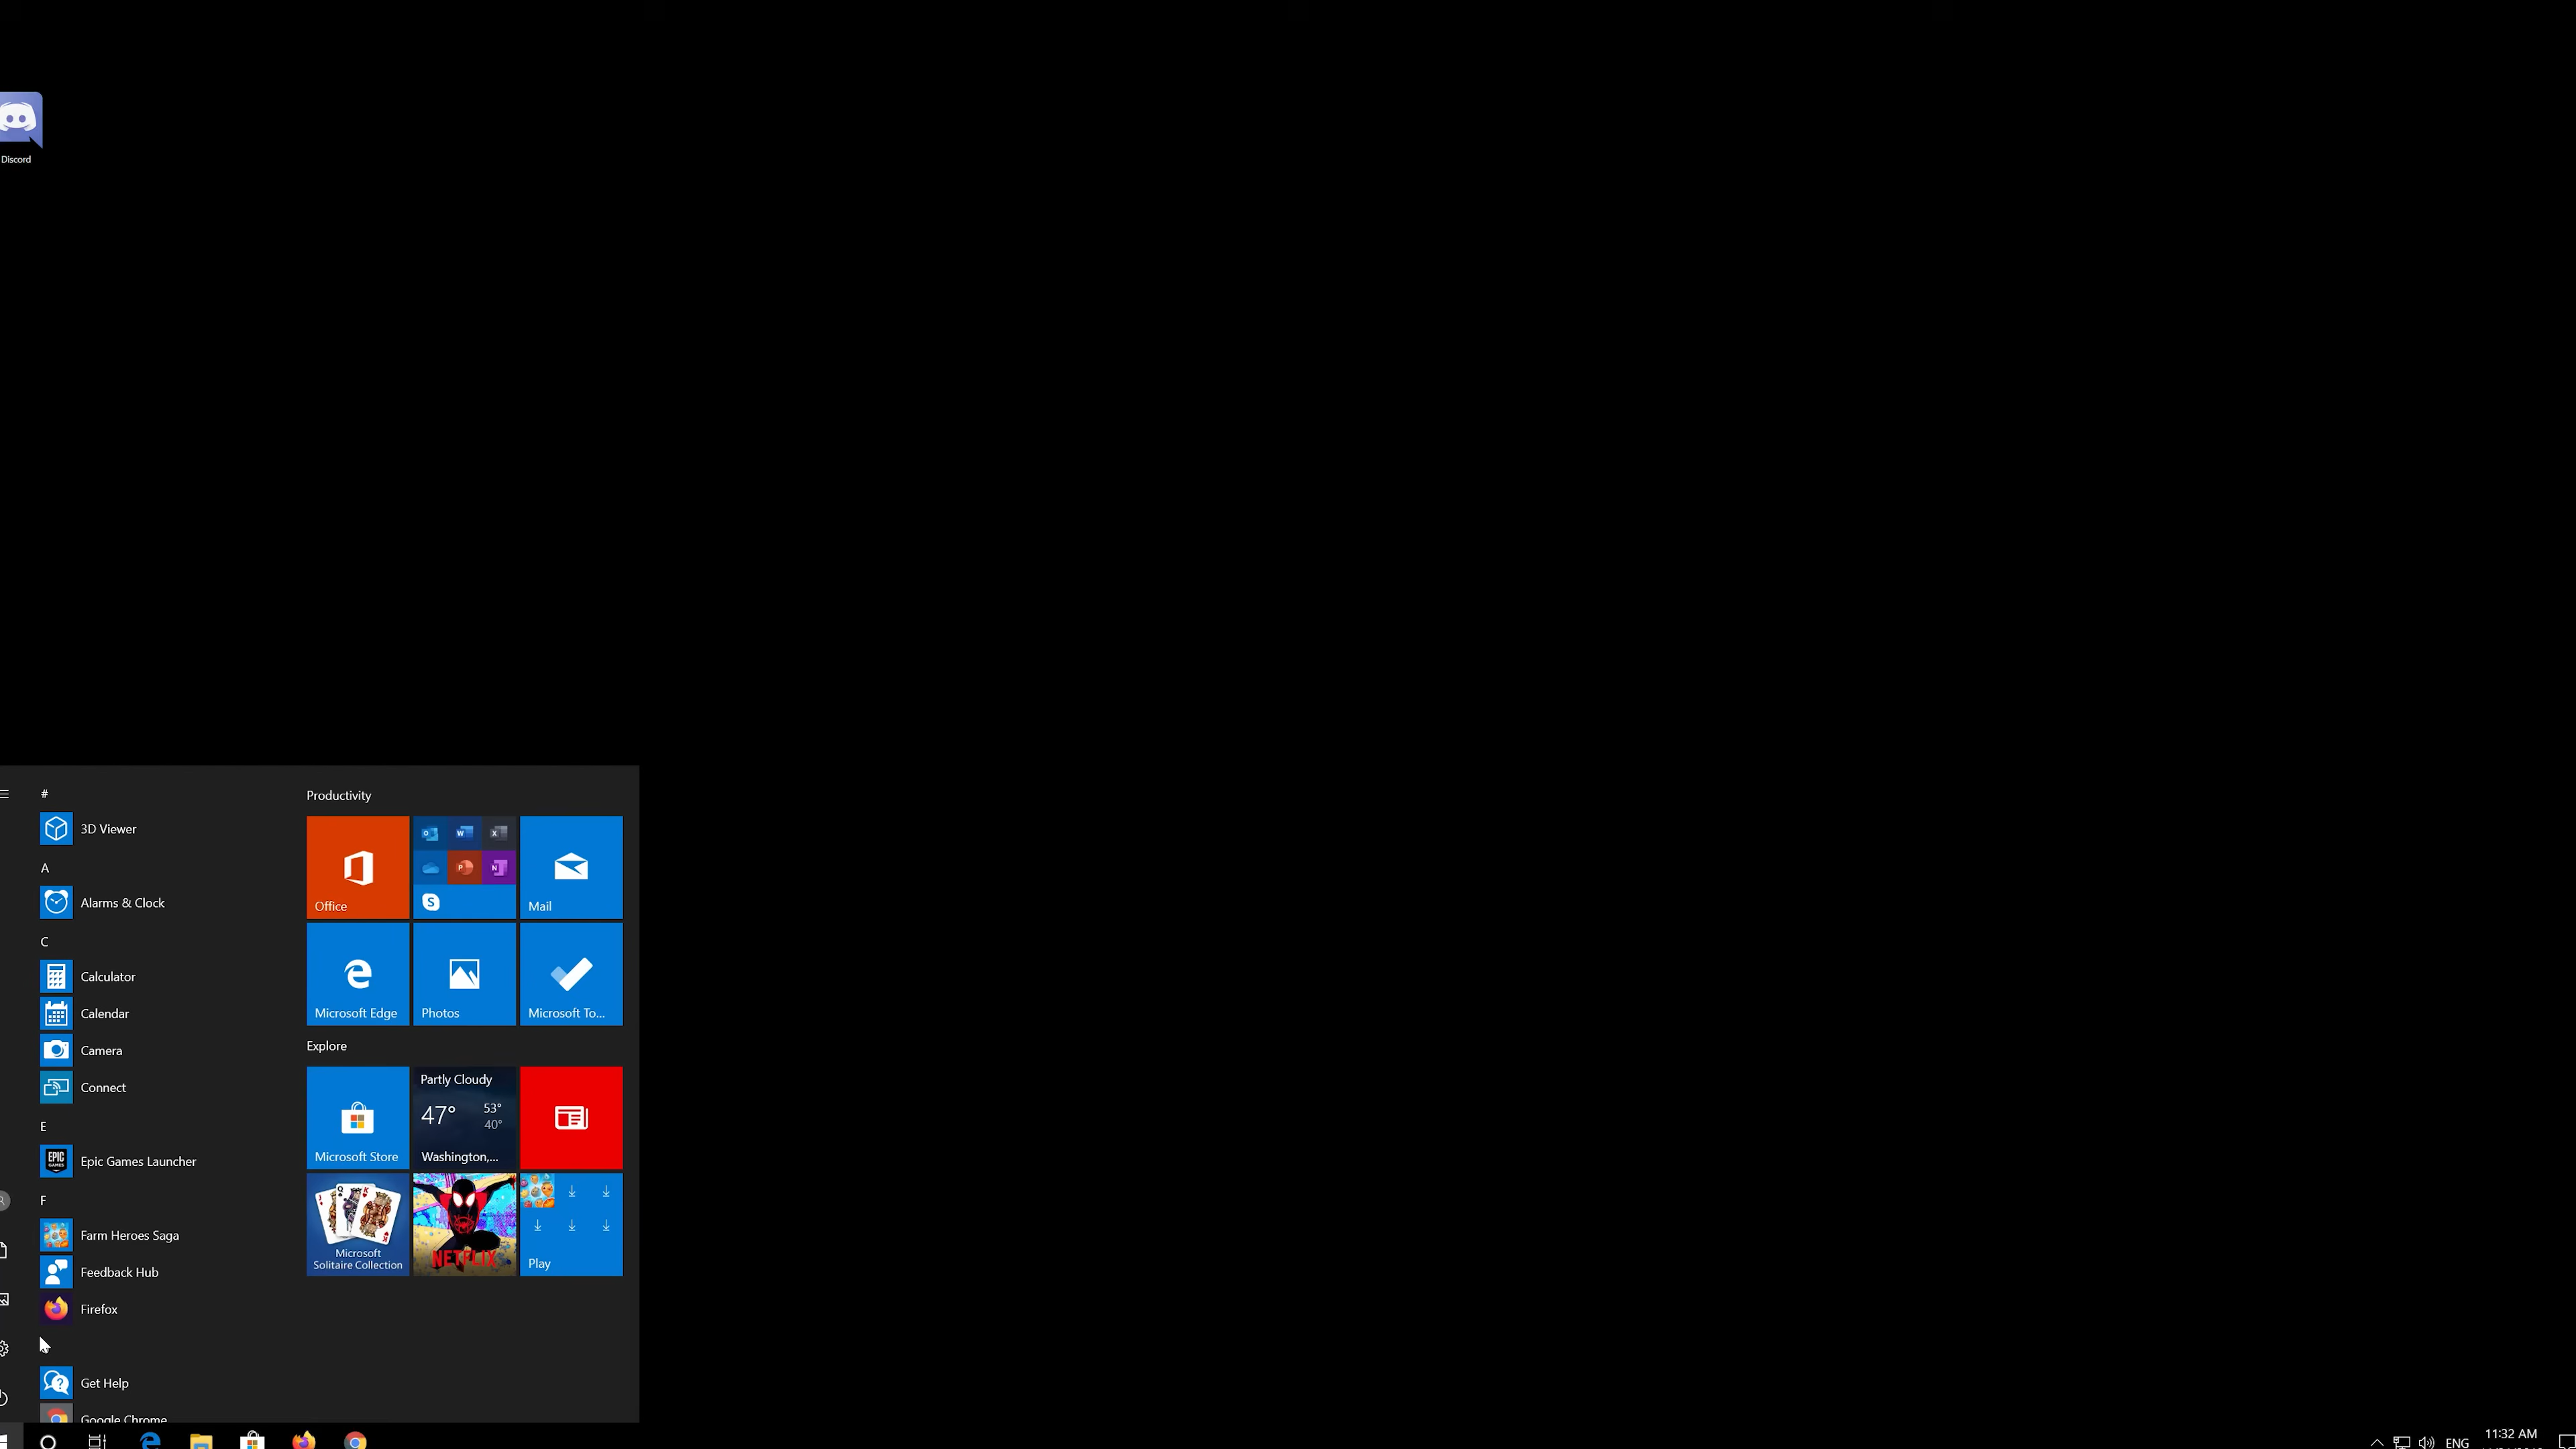 Discord
#
3D Viewer
A
Alarms & Clock
C
Calculator
Calendar
Camera
Connect
E
EPIC
GAMES
Epic Games Launcher
F
Farm Heroes Saga
Feedback Hub
Firefox
Get Help
Google Chrome
Productivity
Office
Mail
Microsoft Edge
Photos
Microsoft To...
Explore
Microsoft Store
Partly Cloudy
47°
53°
40°
Washington,...
Microsoft
Solitaire Collection
NETFLIX
Play
ENG
11:32 AM